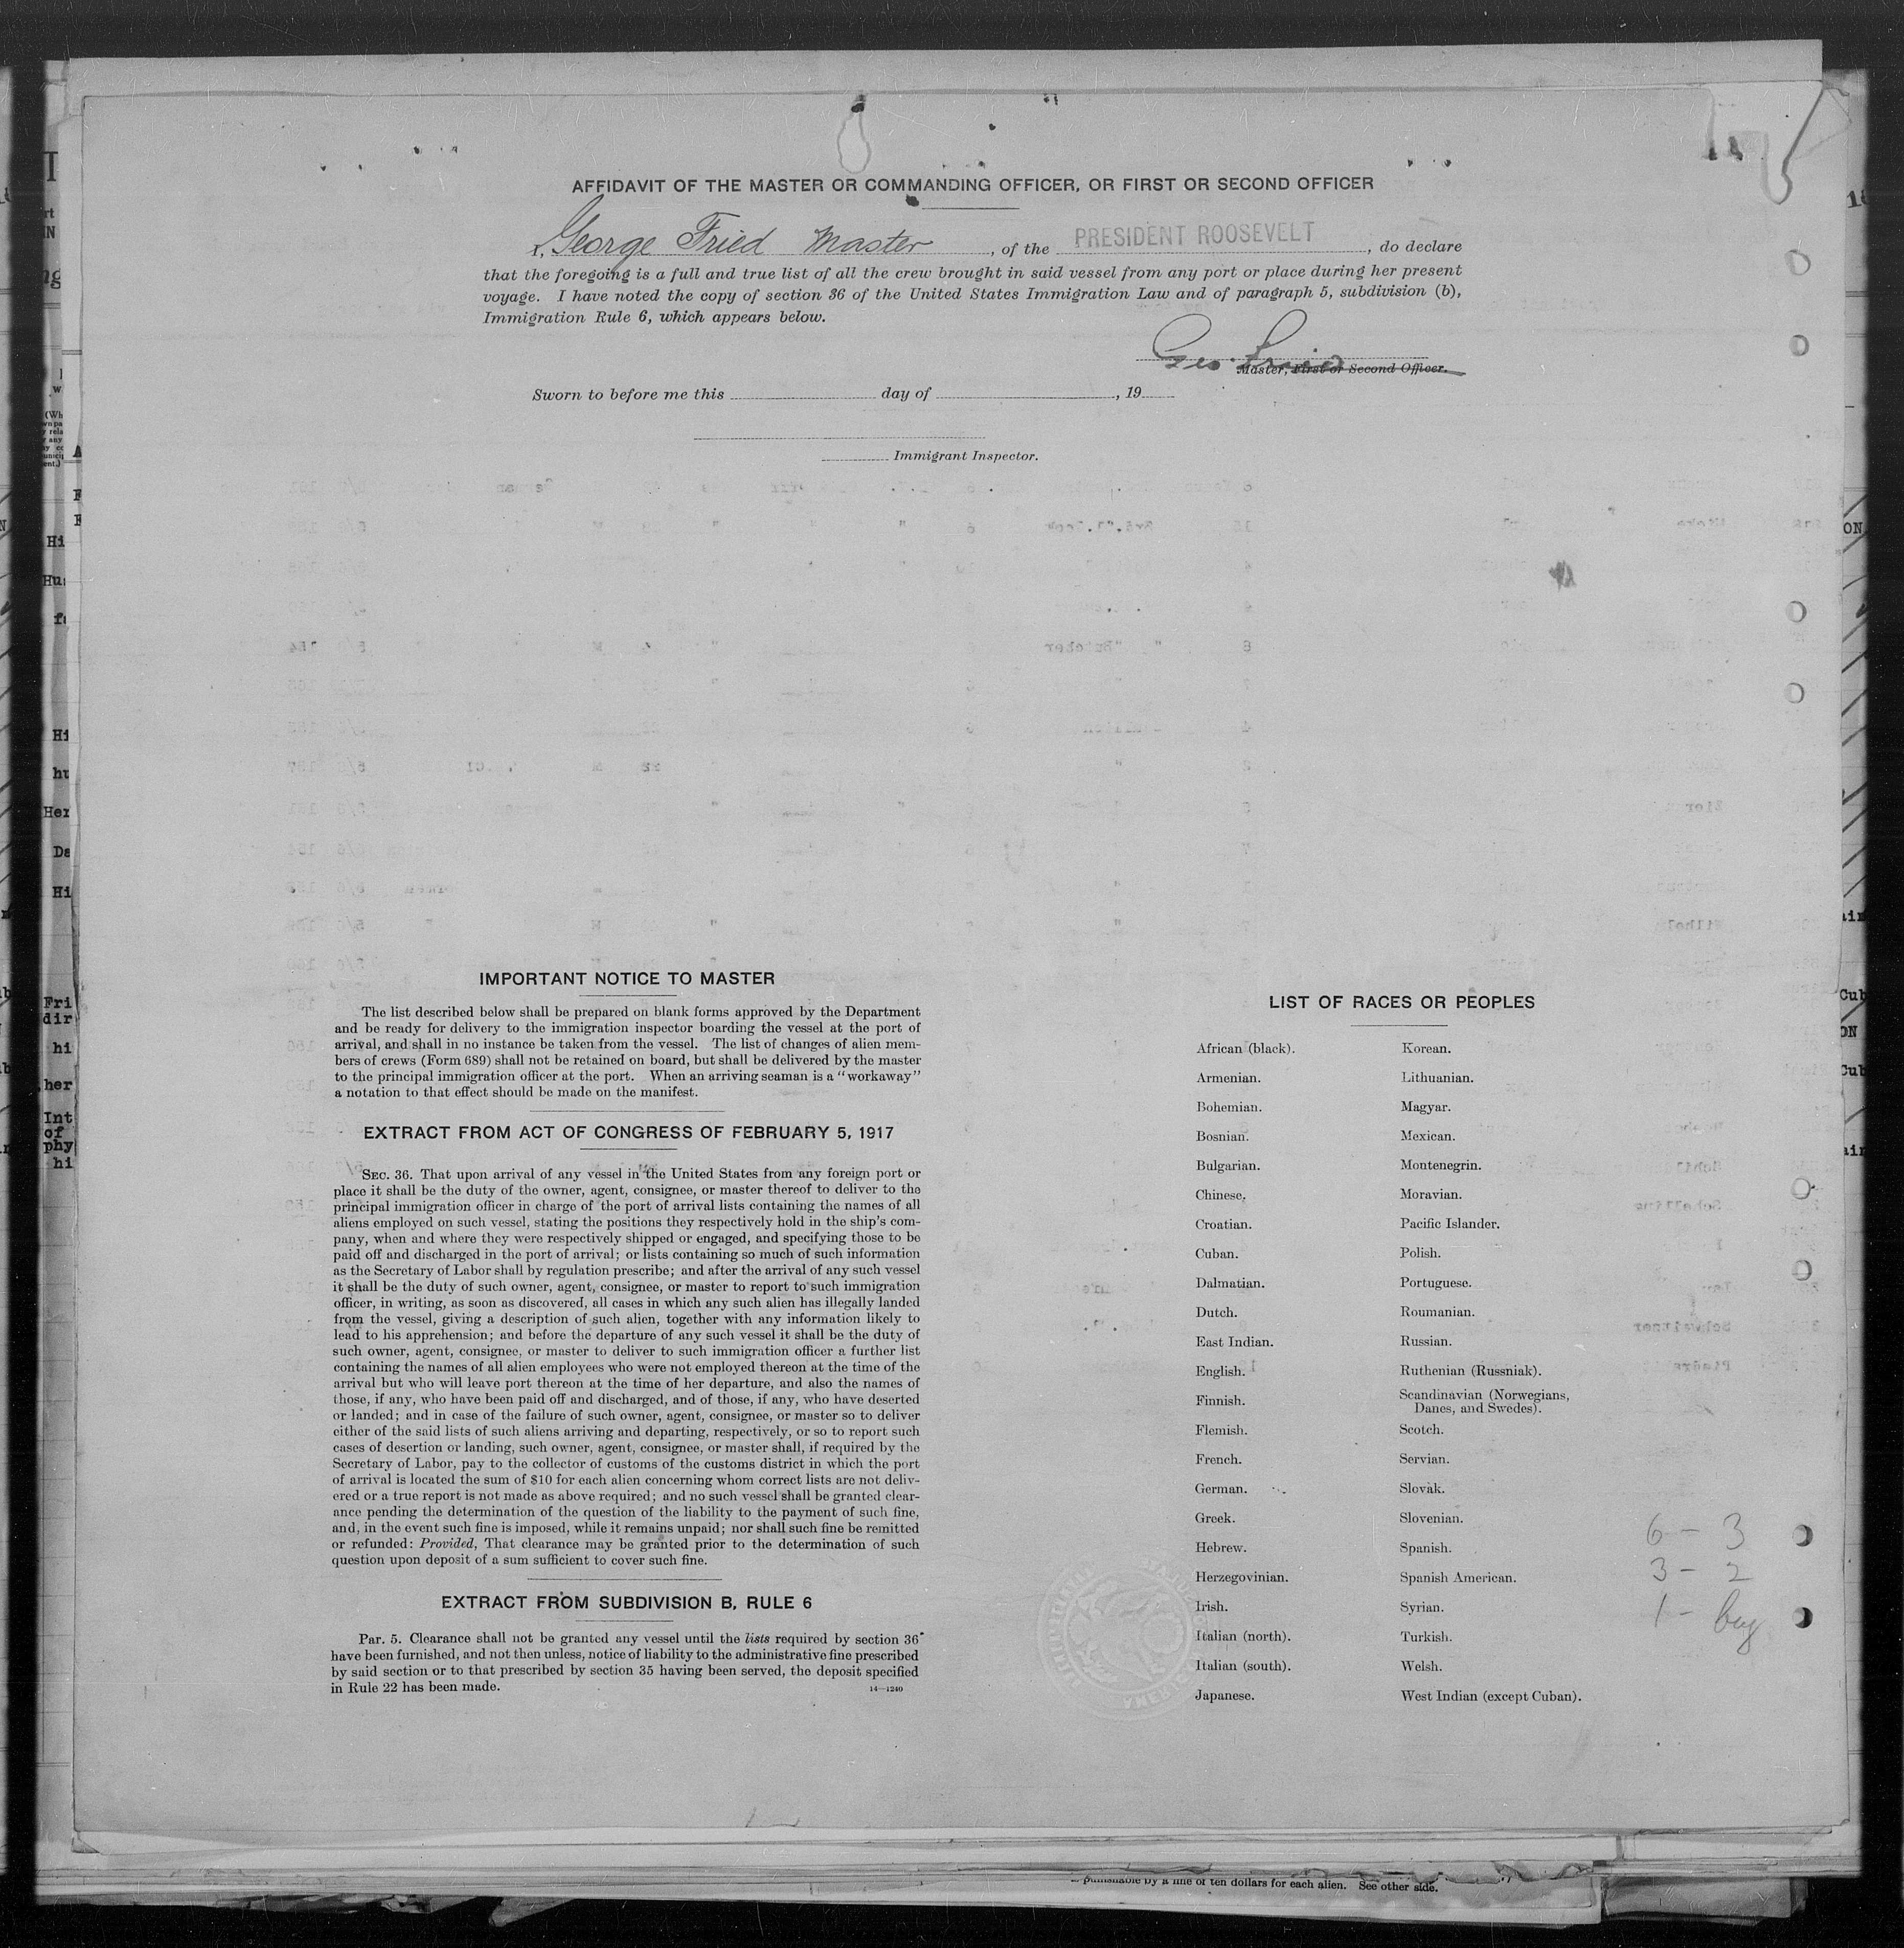 AFFIDAVIT OF THE MASTER OR COMMANDING OFFICER, OR FIRST OR SECOND OFFICER
I, George Fried Master, of the PRESIDENT ROOSEVELT, do declare
that the foregoing is a full and true list of all the crew brought in said vessel from any port or place during her present
voyage. I have noted the copy of section 36 of the United States Immigration Law and of paragraph 5, subdivision (b),
Immigration Rule 6, which appears below.
Geo. Fried
Master, First or Second Officer.
Sworn to before me this day of , 19
Immigrant Inspector.
IMPORTANT NOTICE TO MASTER
The list described below shall be prepared on blank forms approved by the Department
and be ready for delivery to the immigration inspector boarding the vessel at the port of
arrival, and shall in no instance be taken from the vessel. The list of changes of alien mem-
bers of crews (Form 689) shall not be retained on board, but shall be delivered by the master
to the principal immigration officer at the port. When an arriving seaman is a "workaway"
a notation to that effect should be made on the manifest.
EXTRACT FROM ACT OF CONGRESS OF FEBRUARY 5, 1917
SEC. 36. That upon arrival of any vessel in the United States from any foreign port or
place it shall be the duty of the owner, agent, consignee, or master thereof to deliver to the
principal immigration officer in charge of the port of arrival lists containing the names of all
aliens employed on such vessel, stating the positions they respectively hold in the ship's com-
pany, when and where they were respectively shipped or engaged, and specifying those to be
paid off and discharged in the port of arrival; or lists containing so much of such information
as the Secretary of Labor shall by regulation prescribe; and after the arrival of any such vessel
it shall be the duty of such owner, agent, consignee, or master to report to such immigration
officer, in writing, as soon as discovered, all cases in which any such alien has illegally landed
from the vessel, giving a description of such alien, together with any information likely to
lead to his apprehension; and before the departure of any such vessel it shall be the duty of
such owner, agent, consignee, or master to deliver to such immigration officer a further list
containing the names of all alien employees who were not employed thereon at the time of the
arrival but who will leave port thereon at the time of her departure, and also the names of
those, if any, who have been paid off and discharged, and of those, if any, who have deserted
or landed; and in case of the failure of such owner, agent, consignee, or master so to deliver
either of the said lists of such aliens arriving and departing, respectively, or so to report such
cases of desertion or landing, such owner, agent, consignee, or master shall, if required by the
Secretary of Labor, pay to the collector of customs of the customs district in which the port
of arrival is located the sum of $10 for each alien concerning whom correct lists are not deliv-
ered or a true report is not made as above required; and no such vessel shall be granted clear-
ance pending the determination of the question of the liability to the payment of such fine,
and, in the event such fine is imposed, while it remains unpaid; nor shall such fine be remitted
or refunded: Provided, That clearance may be granted prior to the determination of such
question upon deposit of a sum sufficient to cover such fine.
EXTRACT FROM SUBDIVISION B, RULE 6
Par. 5. Clearance shall not be granted any vessel until the lists required by section 36
have been furnished, and not then unless, notice of liability to the administrative fine prescribed
by said section or to that prescribed by section 35 having been served, the deposit specified
in Rule 22 has been made.
14—1240
LIST OF RACES OR PEOPLES
African (black). Korean.
Armenian. Lithuanian.
Bohemian. Magyar.
Bosnian. Mexican.
Bulgarian. Montenegrin.
Chinese. Moravian.
Croatian. Pacific Islander.
Cuban. Polish.
Dalmatian. Portuguese.
Dutch. Roumanian.
East Indian. Russian.
English. Ruthenian (Russniak).
Finnish. Scandinavian (Norwegians,
Danes, and Swedes).
Flemish. Scotch.
French. Servian.
German. Slovak.
Greek. Slovenian.
Hebrew. Spanish.
Herzegovinian. Spanish American.
Irish. Syrian.
Italian (north). Turkish.
Italian (south). Welsh.
Japanese. West Indian (except Cuban).
6 - 3
3 - 2
1 -
by a fine of ten dollars for each alien. See other side.